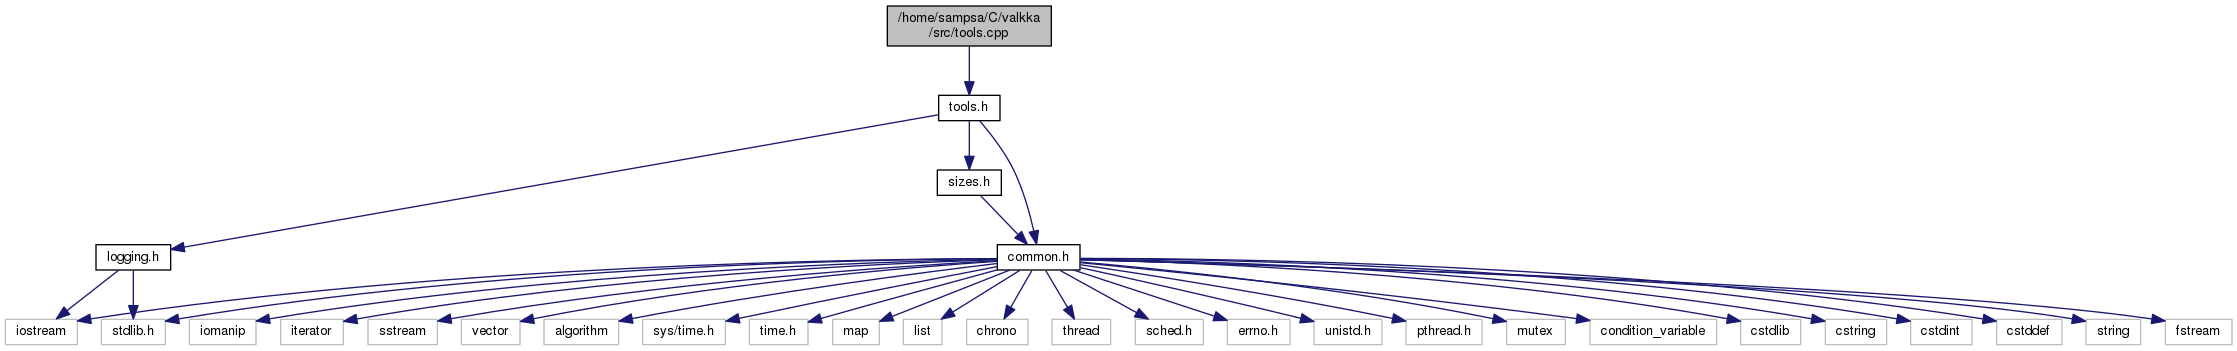 /home/sampsa/C/valkka
/src/tools.cpp
tools.h
sizes.h
logging.h
common.h
iostream
stdlib.h
iomanip
iterator
sstream
vector
algorithm
sys/time.h
time.h
map
list
chrono
thread
sched.h
errno.h
unistd.h
pthread.h
mutex
condition_variable
cstdlib
cstring
cstdint
cstddef
string
fstream